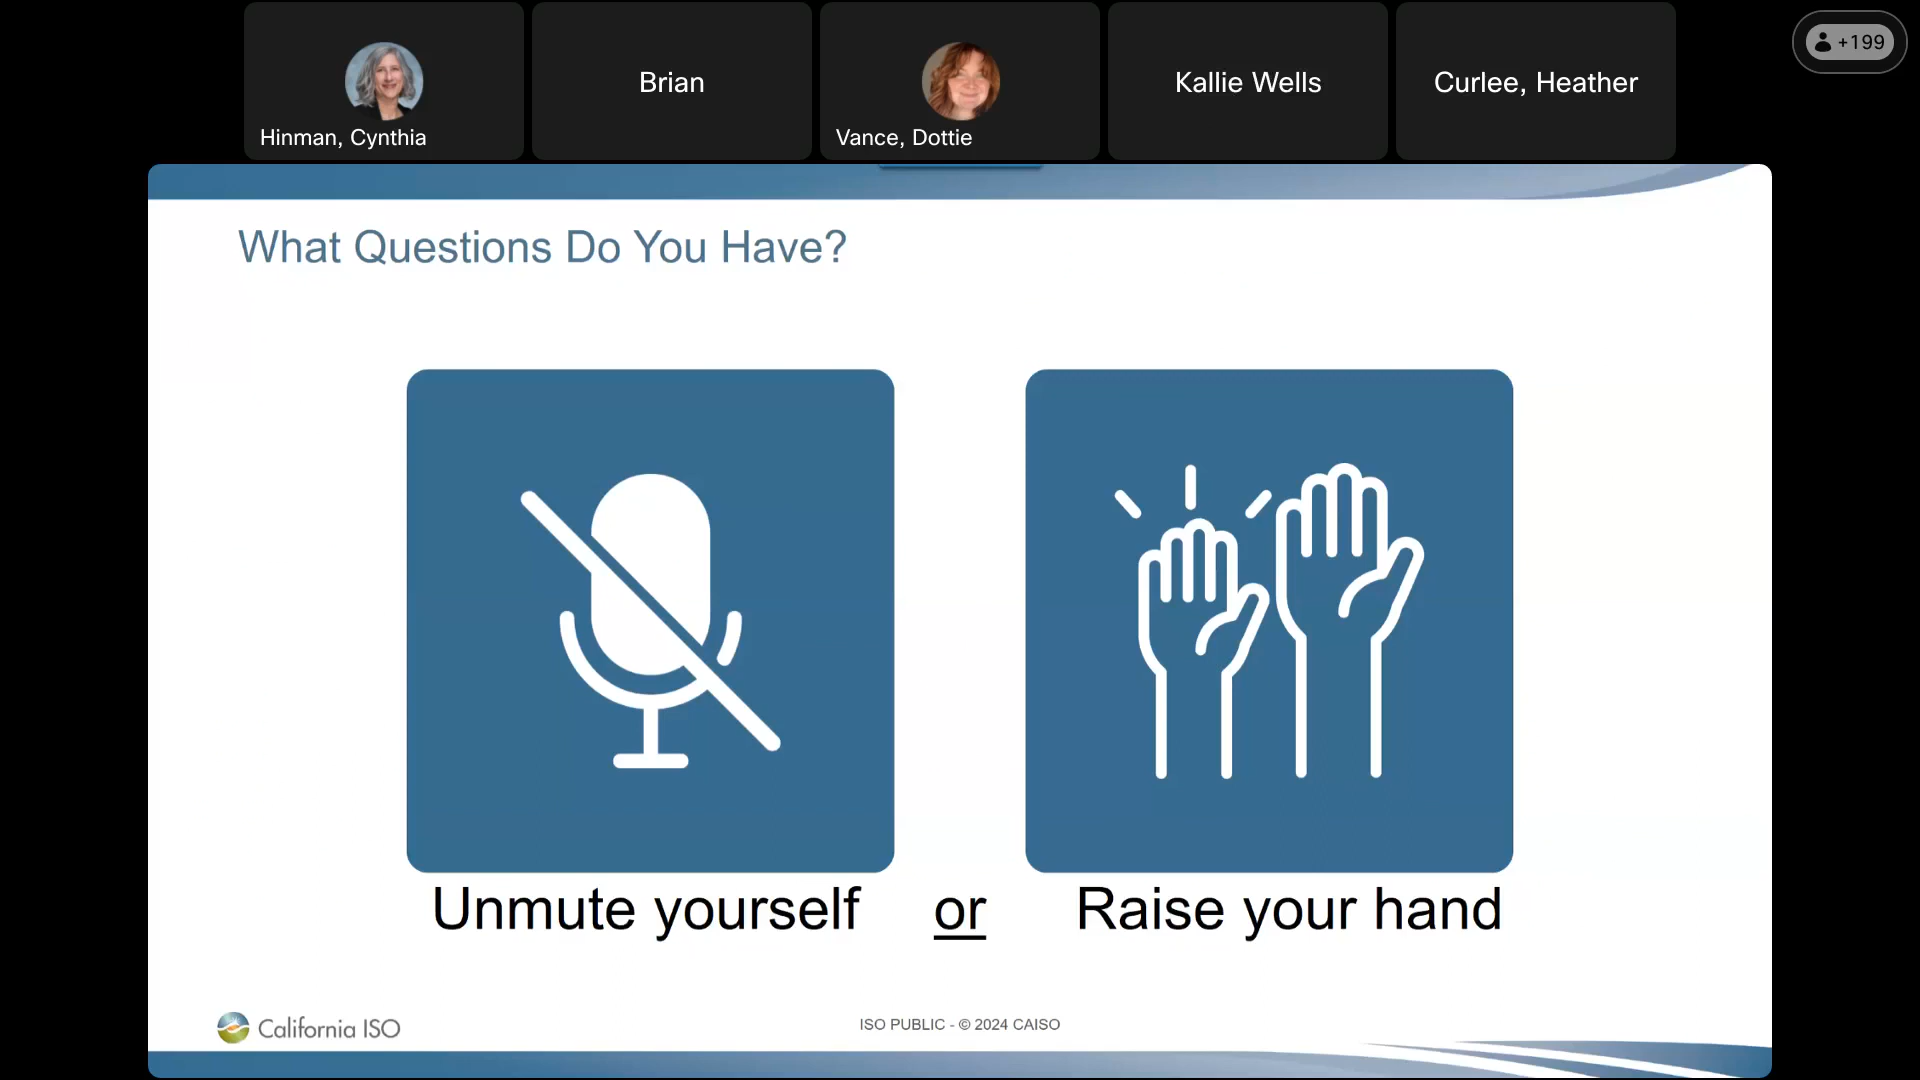 Hinman, Cynthia
Brian
Vance, Dottie
Kallie Wells
Curlee, Heather
+199
What Questions Do You Have?
Unmute yourself or Raise your hand
California ISO
ISO PUBLIC - © 2024 CAISO